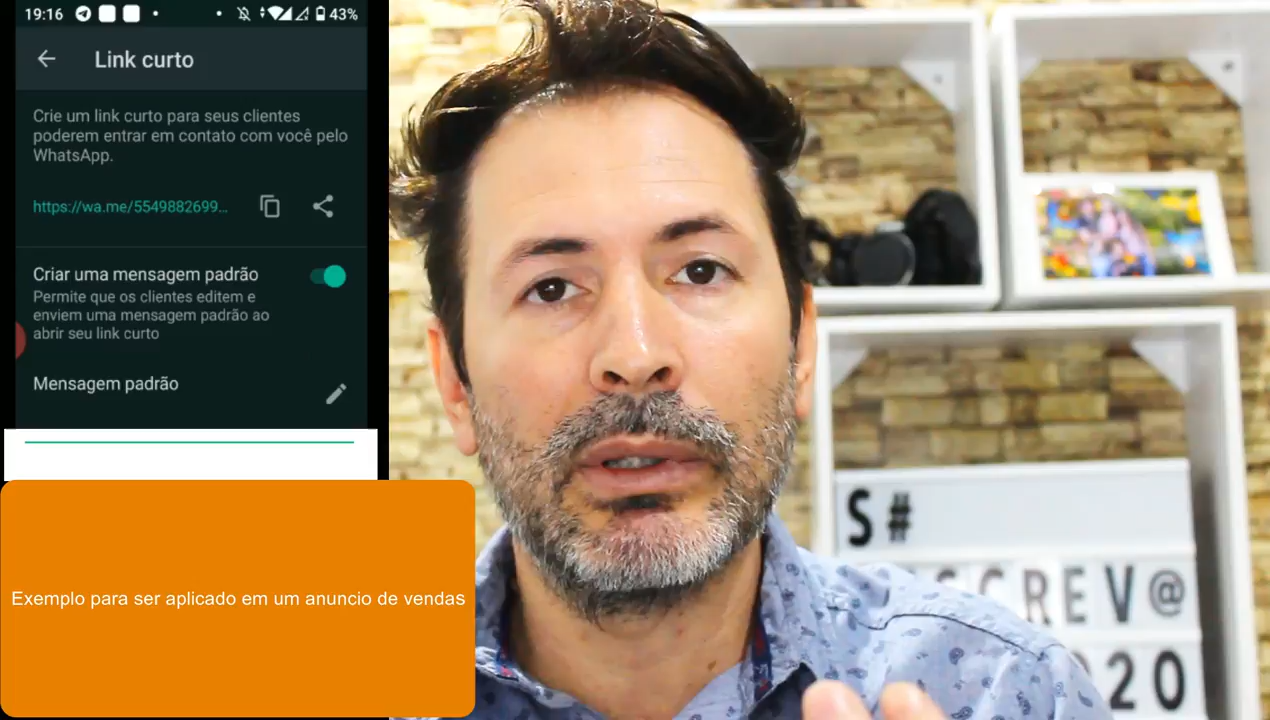 19:16
43%
Link curto
Crie um link curto para seus clientes
poderem entrar em contato com você pelo
WhatsApp.
https://wa.me/5549882699...
Criar uma mensagem padrão
Permite que os clientes editem e
enviem uma mensagem padrão ao
abrir seu link curto
Mensagem padrão
Exemplo para ser aplicado em um anuncio de vendas
S#
CREV@
20